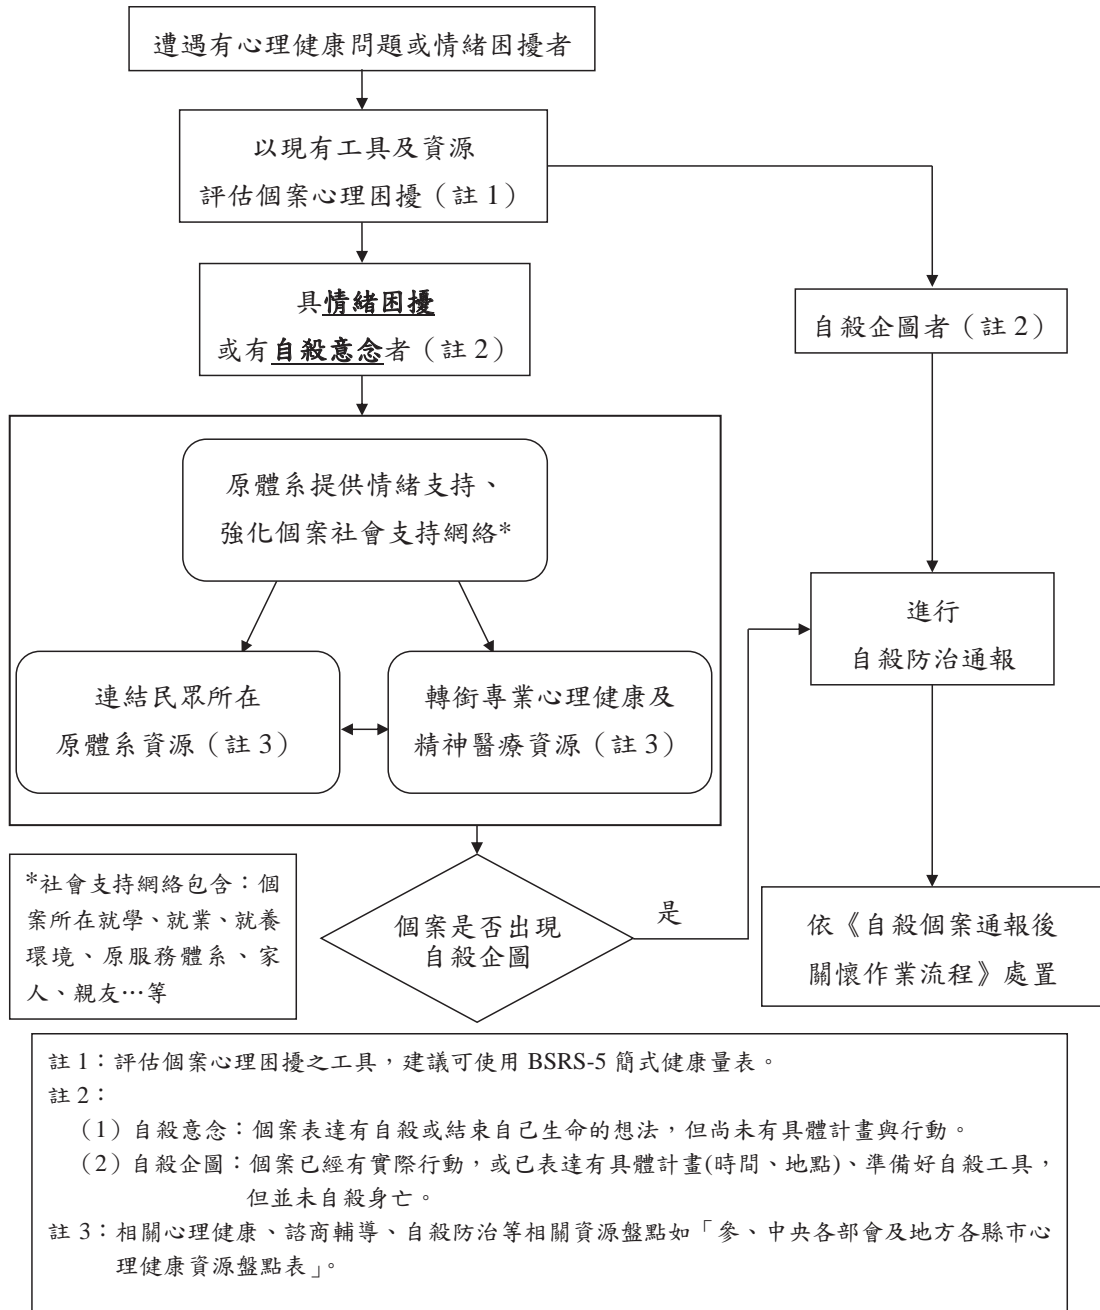 遭遇有心理健康問題或情緒困擾者
以現有工具及資源
評估個案心理困擾（註 1）
具情緒困擾
或有自殺意念者（註 2）
自殺企圖者（註 2）
原體系提供情緒支持、
強化個案社會支持網絡*
連結民眾所在
原體系資源（註 3）
轉銜專業心理健康及
精神醫療資源（註 3）
進行
自殺防治通報
*社會支持網絡包含：個
案所在就學、就業、就養
環境、原服務體系、家
人、親友…等
個案是否出現
自殺企圖
是
依《自殺個案通報後
關懷作業流程》處置
註 1：評估個案心理困擾之工具，建議可使用 BSRS-5 簡式健康量表。
註 2：
（1）自殺意念：個案表達有自殺或結束自己生命的想法，但尚未有具體計畫與行動。
（2）自殺企圖：個案已經有實際行動，或已表達有具體計畫(時間、地點)、準備好自殺工具，
但並未自殺身亡。
註 3：相關心理健康、諮商輔導、自殺防治等相關資源盤點如「參、中央各部會及地方各縣市心
理健康資源盤點表」。